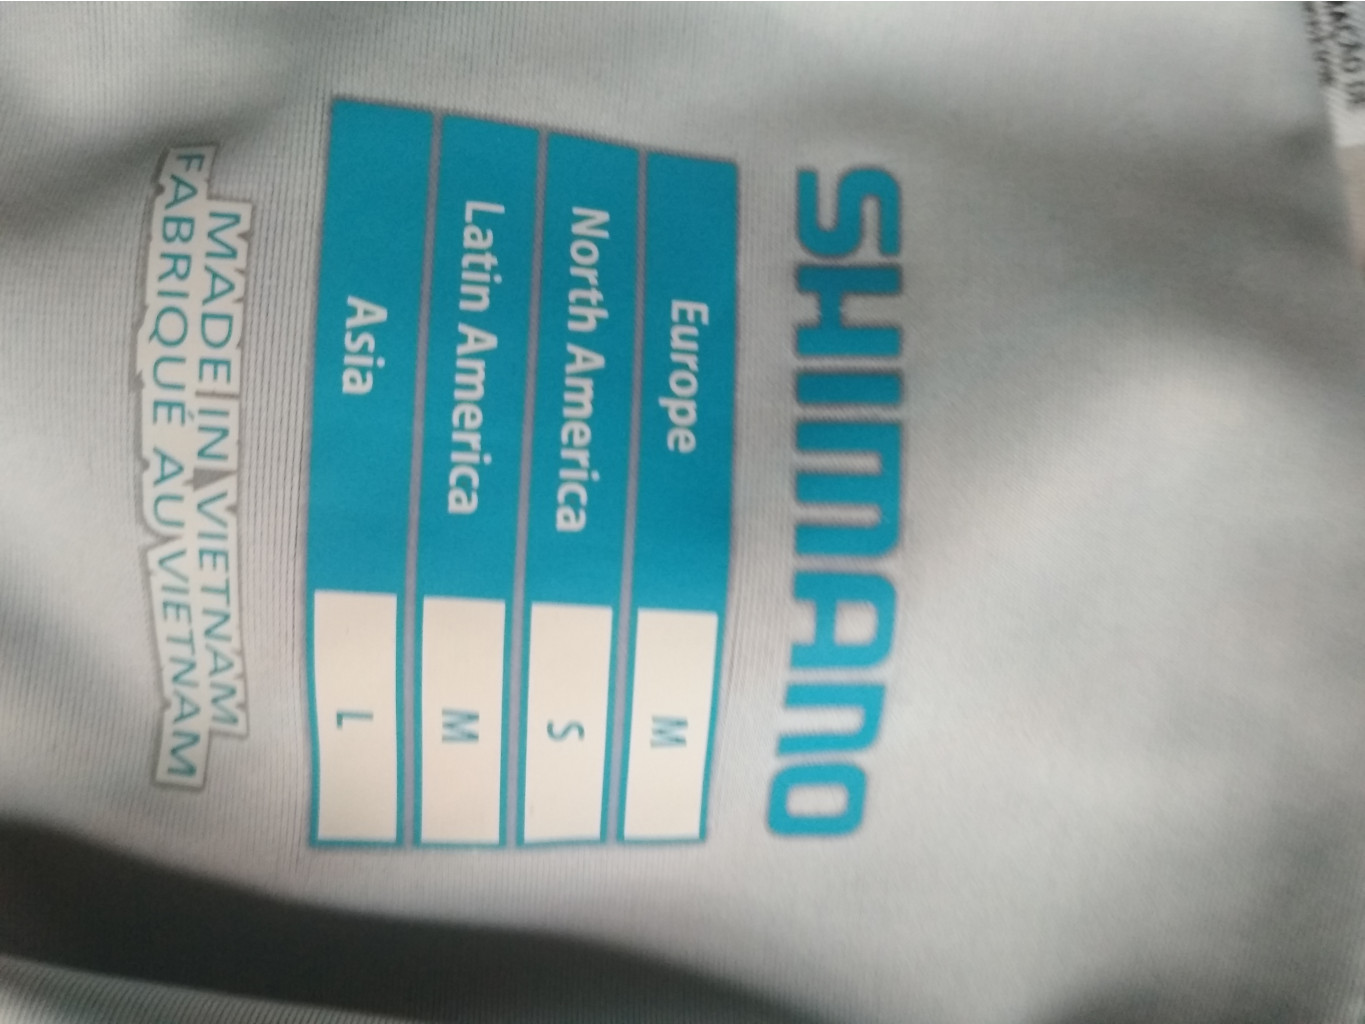 SHIMANO
Europe M
North America S
Latin America M
Asia L
MADE IN VIETNAM
FABRIQUÉ AU VIETNAM